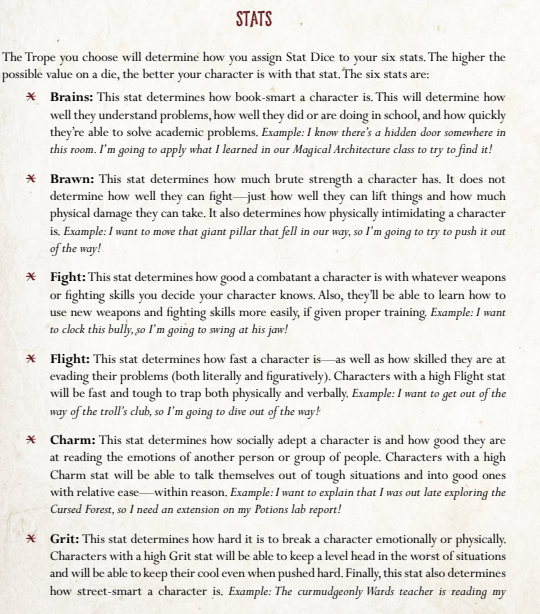 STATS
The Trope you choose will determine how you assign Stat Dice to your six stats. The higher the
possible value on a die, the better your character is with that stat. The six stats are:
Brains: This stat determines how book-smart a character is. This will determine how
well they understand problems, how well they did or are doing in school, and how quickly
they're able to solve academic problems. Example: I know there's a hidden door somewhere in
this room. I'm going to apply what I learned in our Magical Architecture class to try to find it!
Brawn: This stat determines how much brute strength a character has. It does not
determine how well they can fight—just how well they can lift things and how much
physical damage they can take. It also determines how physically intimidating a character
is. Example: I want to move that giant pillar that fell in our way, so I'm going to try to push it out
of the way!
Fight: This stat determines how good a combatant a character is with whatever weapons
or fighting skills you decide your character knows. Also, they'll be able to learn how to
use new weapons and fighting skills more easily, if given proper training. Example: I want
to clock this bully, so I'm going to swing at his jaw!
Flight: This stat determines how fast a character is—as well as how skilled they are at
evading their problems (both literally and figuratively). Characters with a high Flight stat
will be fast and tough to trap both physically and verbally. Example: I want to get out of the
way of the troll's club, so I'm going to dive out of the way!
Charm: This stat determines how socially adept a character is and how good they are
at reading the emotions of another person or group of people. Characters with a high
Charm stat will be able to talk themselves out of tough situations and into good ones
with relative ease—within reason. Example: I want to explain that I was out late exploring the
Cursed Forest, so I need an extension on my Potions lab report!
Grit: This stat determines how hard it is to break a character emotionally or physically.
Characters with a high Grit stat will be able to keep a level head in the worst of situations
and will be able to keep their cool even when pushed hard. Finally, this stat also determines
how street-smart a character is. Example: The curmudgeonly Wards teacher is reading my